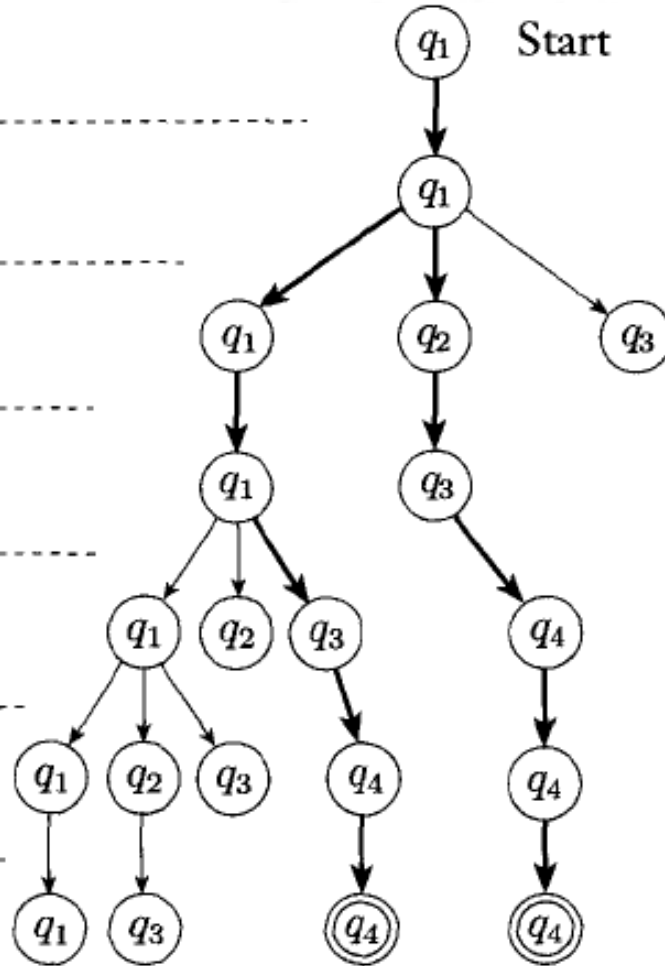 q₁ Start
q₁
q₁ q₂ q₃
q₁ q₃
q₁ q₂ q₃ q₄
q₁ q₂ q₃ q₄ q₄
q₁ q₃ q₄ q₄